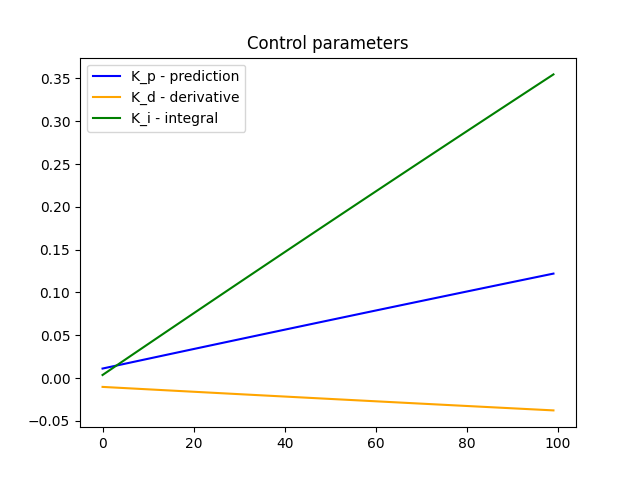 Control parameters
K_p - prediction
K_d - derivative
K_i - integral
0.35
0.30
0.25
0.20
0.15
0.10
0.05
0.00
−0.05
0 20 40 60 80 100